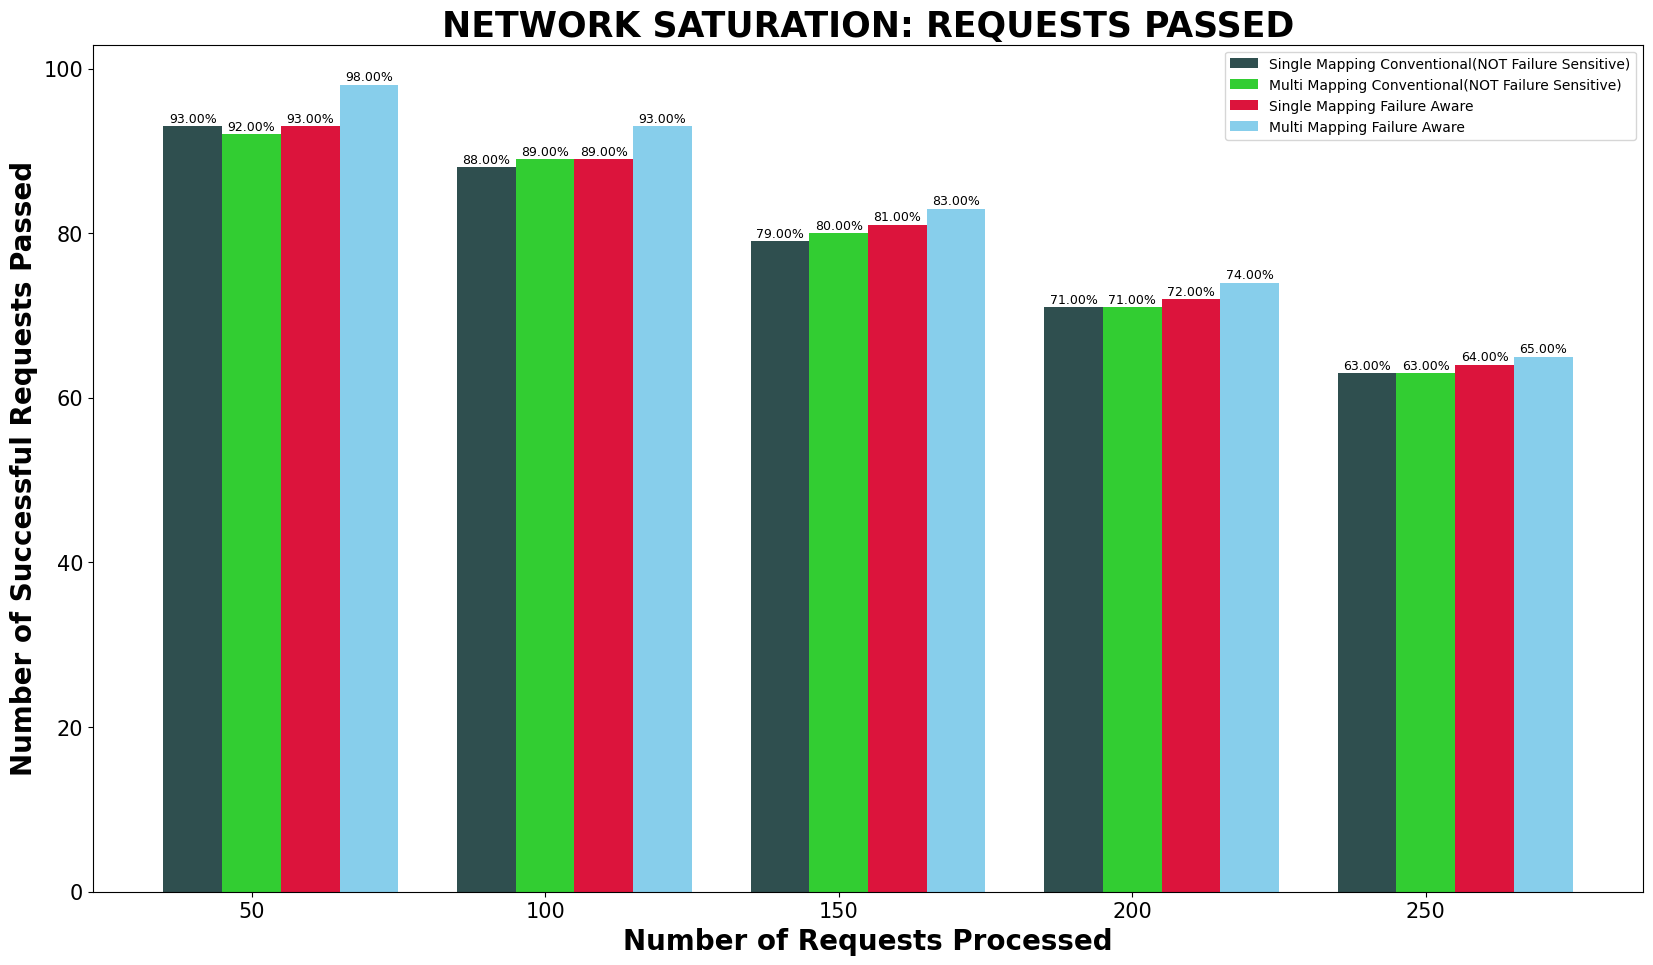 NETWORK SATURATION: REQUESTS PASSED
Single Mapping Conventional(NOT Failure Sensitive)
Multi Mapping Conventional(NOT Failure Sensitive)
Single Mapping Failure Aware
Multi Mapping Failure Aware
Number of Successful Requests Passed
100
80
60
40
20
0
93.00% 92.00% 93.00% 98.00%
88.00% 89.00% 89.00% 93.00%
79.00% 80.00% 81.00% 83.00%
71.00% 71.00% 72.00% 74.00%
63.00% 63.00% 64.00% 65.00%
50 100 150 200 250
Number of Requests Processed